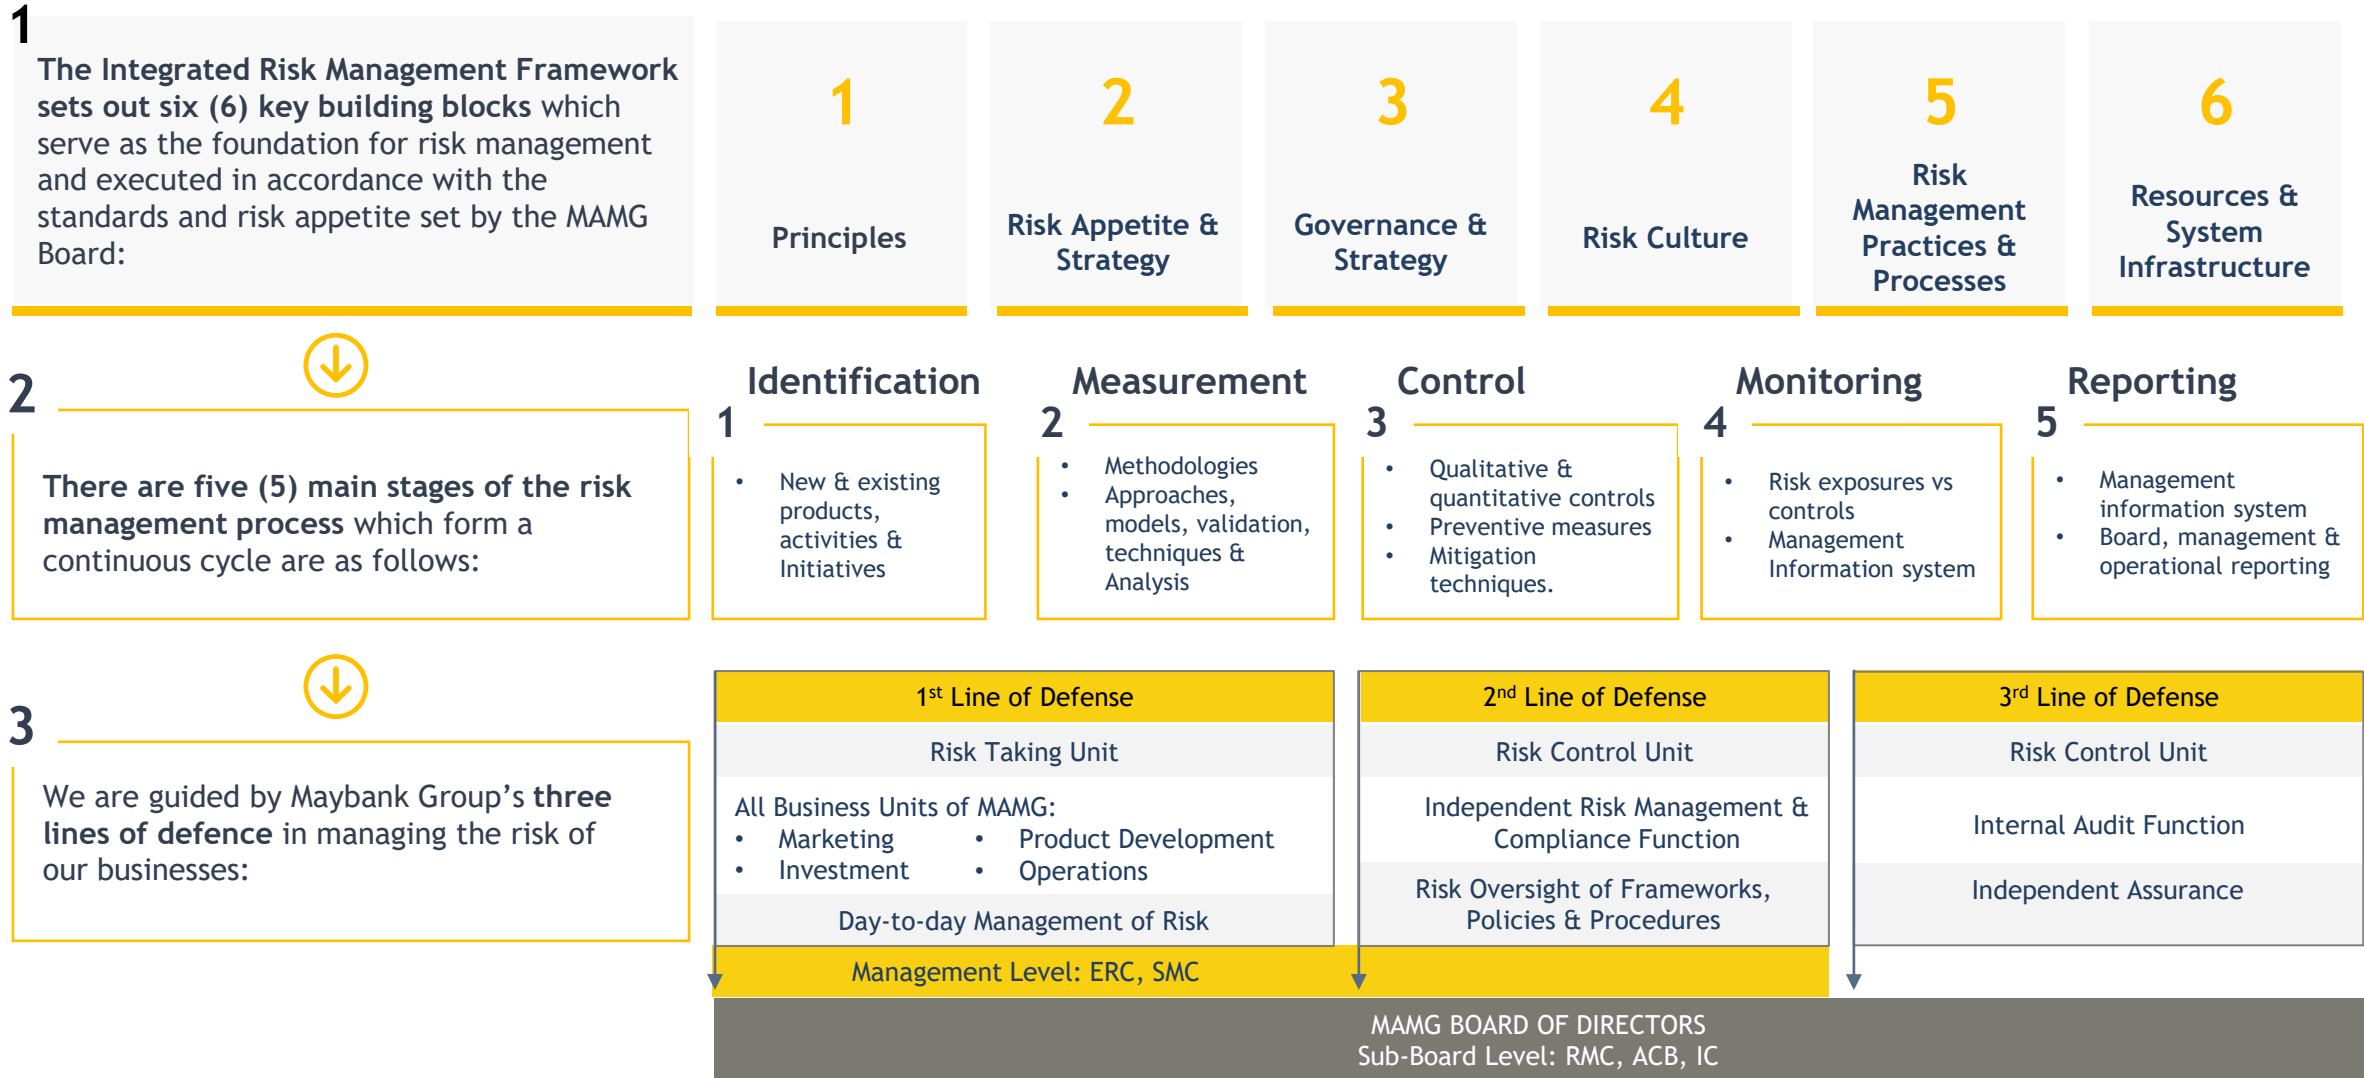 1
The Integrated Risk Management Framework
sets out six (6) key building blocks which
serve as the foundation for risk management
and executed in accordance with the
standards and risk appetite set by the MAMG
Board:
1
Principles
2
Risk Appetite &
Strategy
3
Governance &
Strategy
4
Risk Culture
5
Risk
Management
Practices &
Processes
6
Resources &
System
Infrastructure
2
There are five (5) main stages of the risk
management process which form a
continuous cycle are as follows:
Identification
1
• New & existing
products,
activities &
Initiatives
Measurement
2
• Methodologies
• Approaches,
models, validation,
techniques &
Analysis
Control
3
• Qualitative &
quantitative controls
• Preventive measures
• Mitigation
techniques.
Monitoring
4
• Risk exposures vs
controls
• Management
Information system
Reporting
5
• Management
information system
• Board, management &
operational reporting
3
We are guided by Maybank Group’s three
lines of defence in managing the risk of
our businesses:
1st Line of Defense
Risk Taking Unit
All Business Units of MAMG:
• Marketing • Product Development
• Investment • Operations
Day-to-day Management of Risk
2nd Line of Defense
Risk Control Unit
Independent Risk Management &
Compliance Function
Risk Oversight of Frameworks,
Policies & Procedures
3rd Line of Defense
Risk Control Unit
Internal Audit Function
Independent Assurance
Management Level: ERC, SMC
MAMG BOARD OF DIRECTORS
Sub-Board Level: RMC, ACB, IC